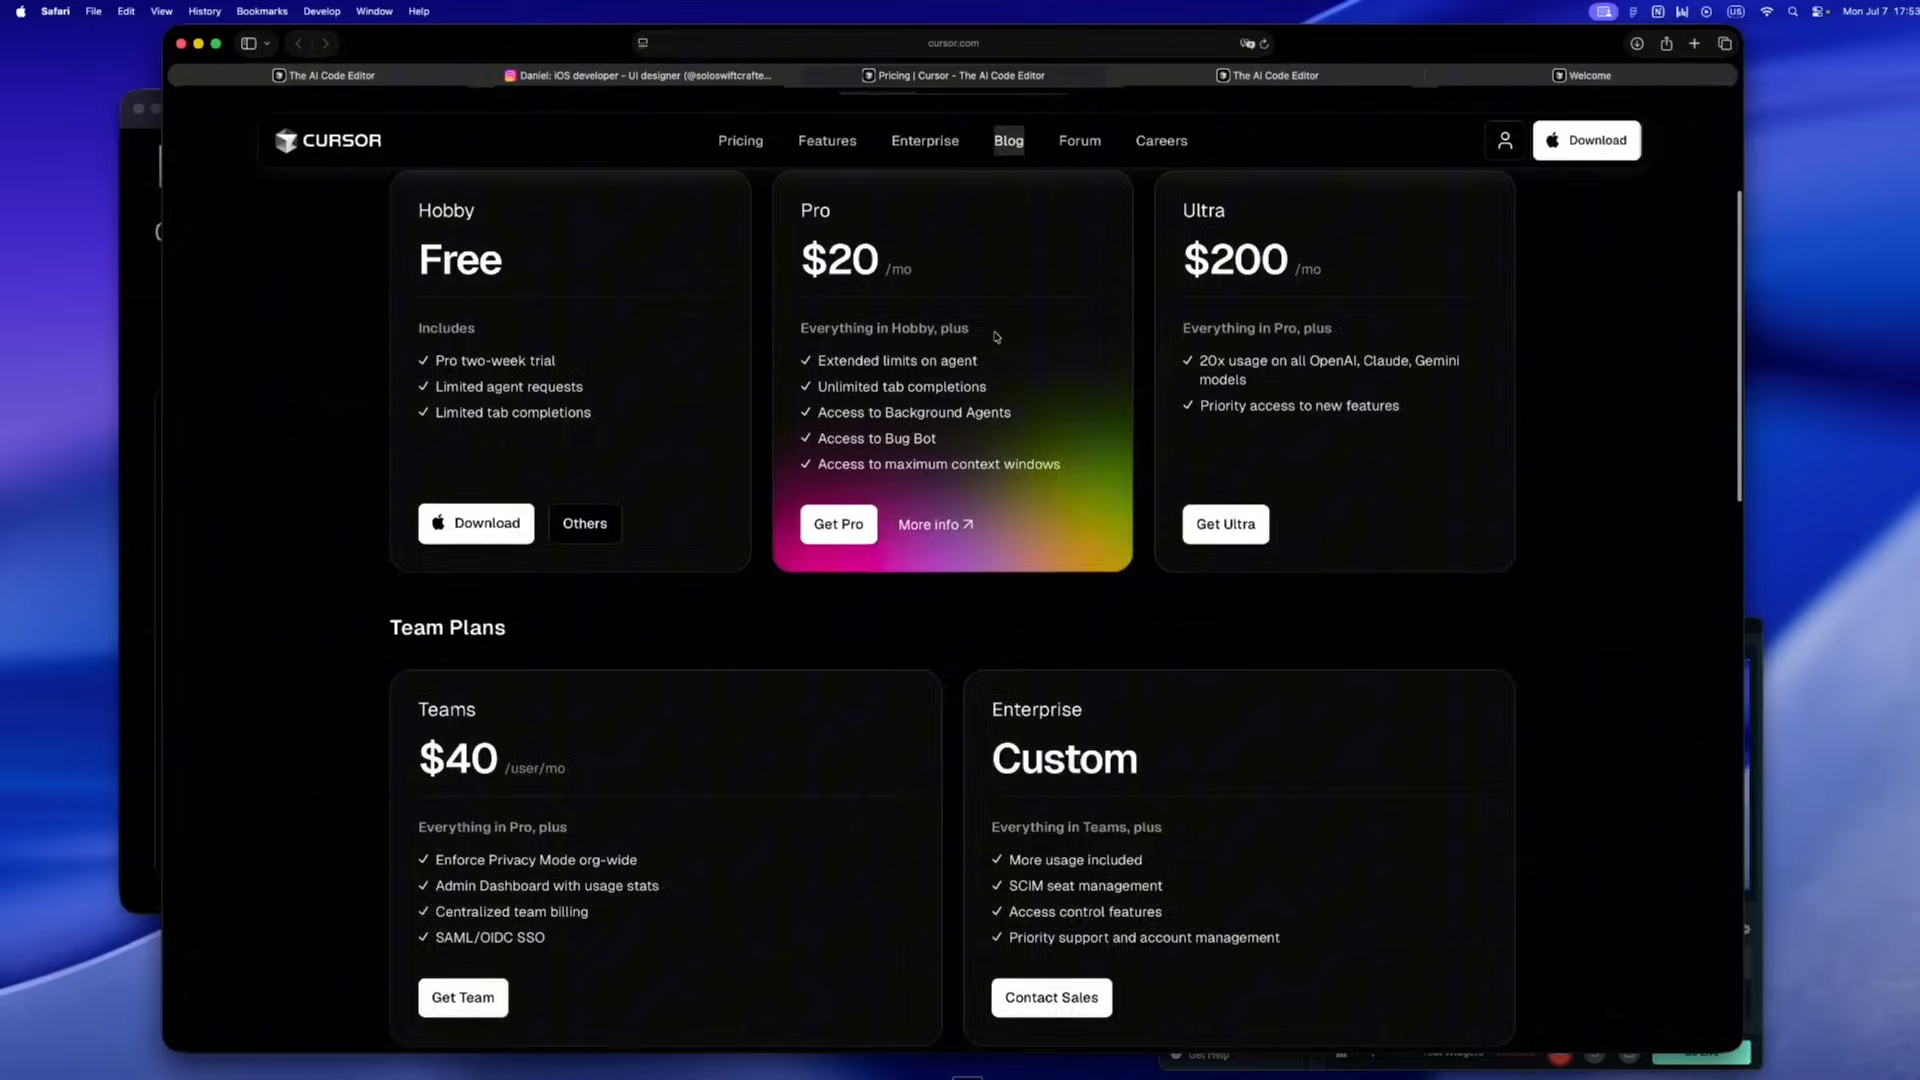 Safari File Edit View History Bookmarks Develop Window Help
US
Mon Jul 7 17:53
cursor.com
The AI Code Editor
Daniel: iOS developer - UI designer (@soloswiftcrafte...
Pricing | Cursor - The AI Code Editor
The AI Code Editor
Welcome
CURSOR
Pricing Features Enterprise Blog Forum Careers
Download
Hobby
Free
Includes
Pro two-week trial
Limited agent requests
Limited tab completions
Download Others
Pro
$20 /mo
Everything in Hobby, plus
Extended limits on agent
Unlimited tab completions
Access to Background Agents
Access to Bug Bot
Access to maximum context windows
Get Pro More info
Ultra
$200 /mo
Everything in Pro, plus
20x usage on all OpenAI, Claude, Gemini
models
Priority access to new features
Get Ultra
Team Plans
Teams
$40 /user/mo
Everything in Pro, plus
Enforce Privacy Mode org-wide
Admin Dashboard with usage stats
Centralized team billing
SAML/OIDC SSO
Get Team
Enterprise
Custom
Everything in Teams, plus
More usage included
SCIM seat management
Access control features
Priority support and account management
Contact Sales
Get Help